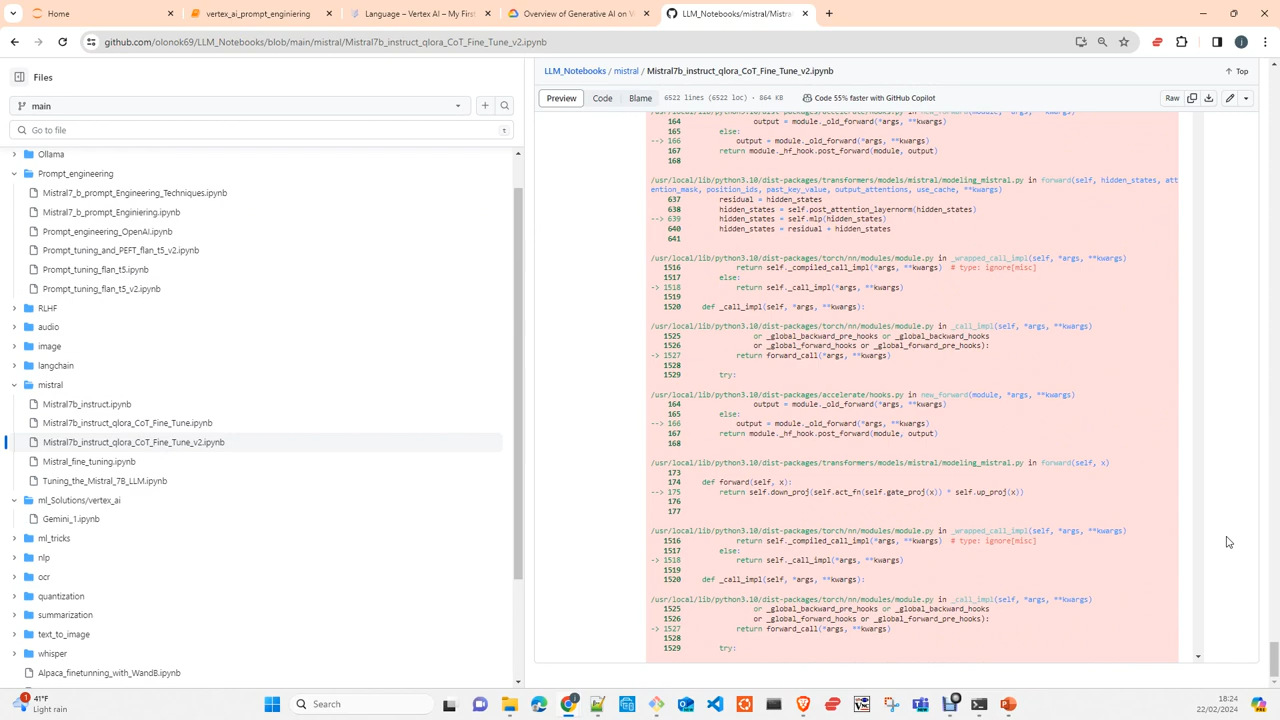 Home
vertex_ai_prompt_enginiering
Language – Vertex AI – My First
Overview of Generative AI on V
LLM_Notebooks/mistral/Mistral7
github.com/olonok69/LLM_Notebooks/blob/main/mistral/Mistral7b_instruct_qlora_CoT_Fine_Tune_v2.ipynb
Files
main
Go to file
Ollama
Prompt_engineering
Mistral7_b_prompt_Engineering_Techniques.ipynb
Mistral7_b_prompt_Enginiering.ipynb
Prompt_engineering_OpenAI.ipynb
Prompt_tuning_and_PEFT_flan_t5_v2.ipynb
Prompt_tuning_flan_t5.ipynb
Prompt_tuning_flan_t5_v2.ipynb
RLHF
audio
image
langchain
mistral
Mistral7b_instruct.ipynb
Mistral7b_instruct_qlora_CoT_Fine_Tune.ipynb
Mistral7b_instruct_qlora_CoT_Fine_Tune_v2.ipynb
Mistral_fine_tuning.ipynb
Tuning_the_Mistral_7B_LLM.ipynb
ml_Solutions/vertex_ai
Gemini_1.ipynb
ml_tricks
nlp
ocr
quantization
summarization
text_to_image
whisper
Alpaca_finetunning_with_WandB.ipynb
LLM_Notebooks / mistral / Mistral7b_instruct_qlora_CoT_Fine_Tune_v2.ipynb
Top
Preview Code Blame 6522 lines (6522 loc) · 864 KB Code 55% faster with GitHub Copilot Raw
/usr/local/lib/python3.10/dist-packages/accelerate/hooks.py in new_forward(module, *args, **kwargs)
164 output = module._old_forward(*args, **kwargs)
165 else:
--> 166 output = module._old_forward(*args, **kwargs)
167 return module._hf_hook.post_forward(module, output)
168
/usr/local/lib/python3.10/dist-packages/transformers/models/mistral/modeling_mistral.py in forward(self, hidden_states, att
ention_mask, position_ids, past_key_value, output_attentions, use_cache, **kwargs)
637 residual = hidden_states
638 hidden_states = self.post_attention_layernorm(hidden_states)
--> 639 hidden_states = self.mlp(hidden_states)
640 hidden_states = residual + hidden_states
641
/usr/local/lib/python3.10/dist-packages/torch/nn/modules/module.py in _wrapped_call_impl(self, *args, **kwargs)
1516 return self._compiled_call_impl(*args, **kwargs) # type: ignore[misc]
1517 else:
-> 1518 return self._call_impl(*args, **kwargs)
1519
1520 def _call_impl(self, *args, **kwargs):
/usr/local/lib/python3.10/dist-packages/torch/nn/modules/module.py in _call_impl(self, *args, **kwargs)
1525 or _global_backward_pre_hooks or _global_backward_hooks
1526 or _global_forward_hooks or _global_forward_pre_hooks):
-> 1527 return forward_call(*args, **kwargs)
1528
1529 try:
/usr/local/lib/python3.10/dist-packages/accelerate/hooks.py in new_forward(module, *args, **kwargs)
164 output = module._old_forward(*args, **kwargs)
165 else:
--> 166 output = module._old_forward(*args, **kwargs)
167 return module._hf_hook.post_forward(module, output)
168
/usr/local/lib/python3.10/dist-packages/transformers/models/mistral/modeling_mistral.py in forward(self, x)
173
174 def forward(self, x):
--> 175 return self.down_proj(self.act_fn(self.gate_proj(x)) * self.up_proj(x))
176
177
/usr/local/lib/python3.10/dist-packages/torch/nn/modules/module.py in _wrapped_call_impl(self, *args, **kwargs)
1516 return self._compiled_call_impl(*args, **kwargs) # type: ignore[misc]
1517 else:
-> 1518 return self._call_impl(*args, **kwargs)
1519
1520 def _call_impl(self, *args, **kwargs):
/usr/local/lib/python3.10/dist-packages/torch/nn/modules/module.py in _call_impl(self, *args, **kwargs)
1525 or _global_backward_pre_hooks or _global_backward_hooks
1526 or _global_forward_hooks or _global_forward_pre_hooks):
-> 1527 return forward_call(*args, **kwargs)
1528
1529 try:
41°F
Light rain
Search
18:24
22/02/2024